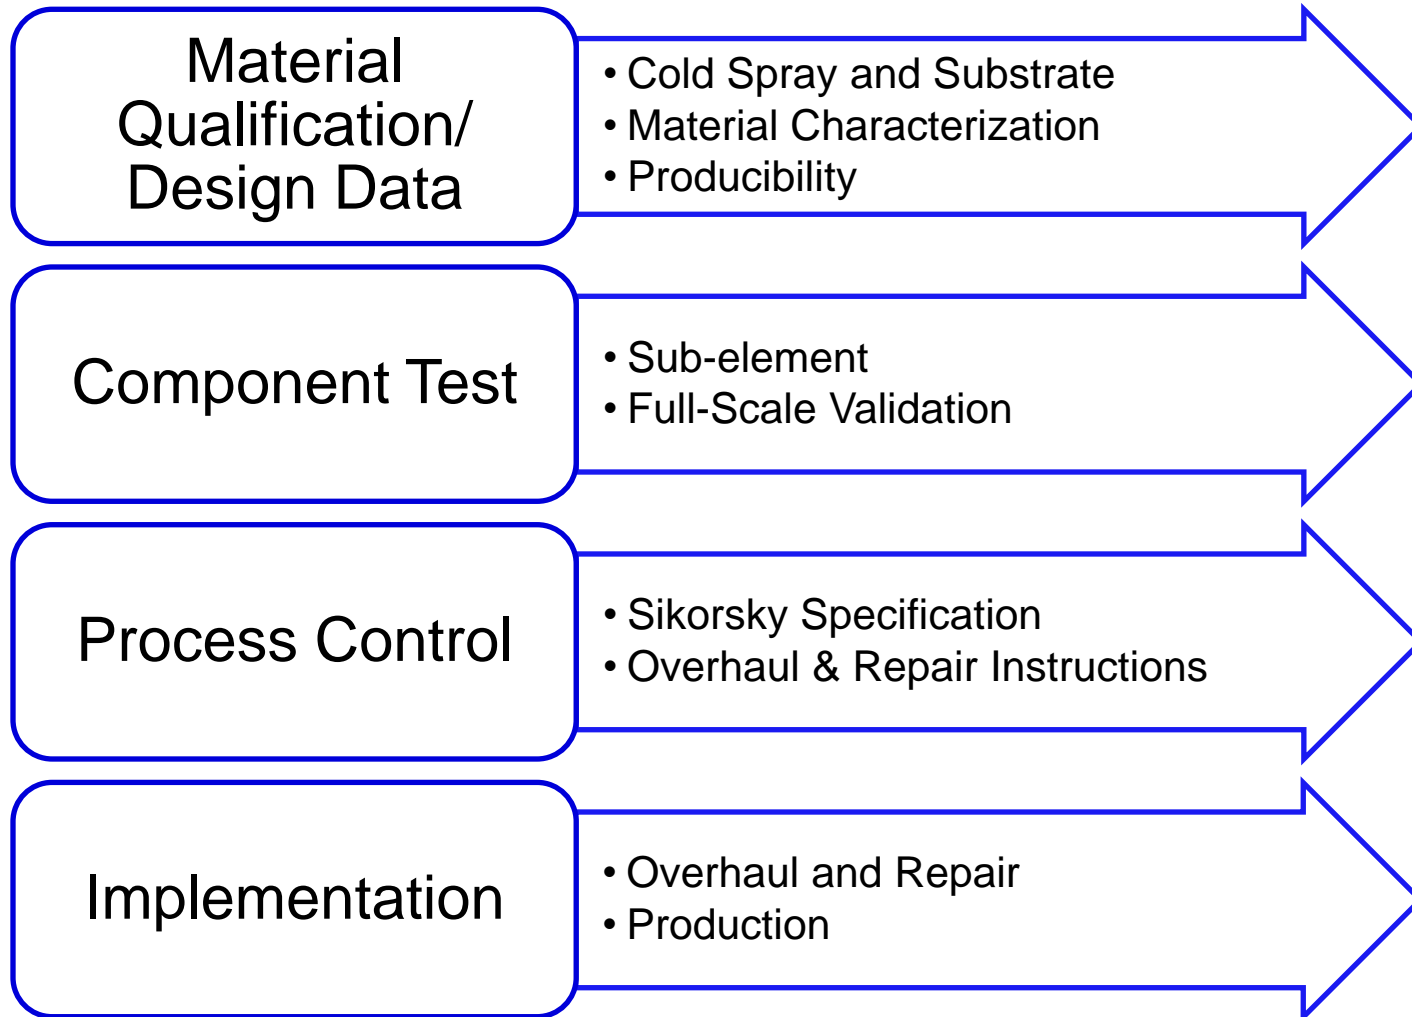 Material
Qualification/
Design Data
• Cold Spray and Substrate
• Material Characterization
• Producibility
Component Test
• Sub-element
• Full-Scale Validation
Process Control
• Sikorsky Specification
• Overhaul & Repair Instructions
Implementation
• Overhaul and Repair
• Production